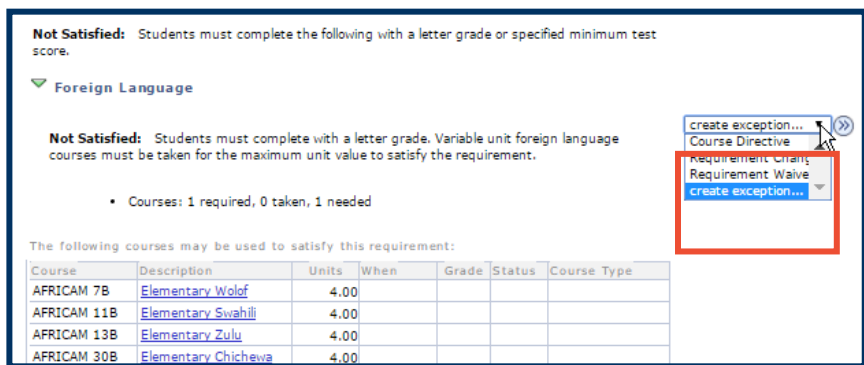 Not Satisfied: Students must complete the following with a letter grade or specified minimum test
score.
Foreign Language
create exception...
Not Satisfied: Students must complete with a letter grade. Variable unit foreign language
courses must be taken for the maximum unit value to satisfy the requirement.
Course Directive
Requirement Chang
Requirement Waive
create exception...
• Courses: 1 required, 0 taken, 1 needed
The following courses may be used to satisfy this requirement:
Course Description Units When Grade Status Course Type
AFRICAM 7B Elementary Wolof 4.00
AFRICAM 11B Elementary Swahili 4.00
AFRICAM 13B Elementary Zulu 4.00
AFRICAM 30B Elementary Chichewa 4.00